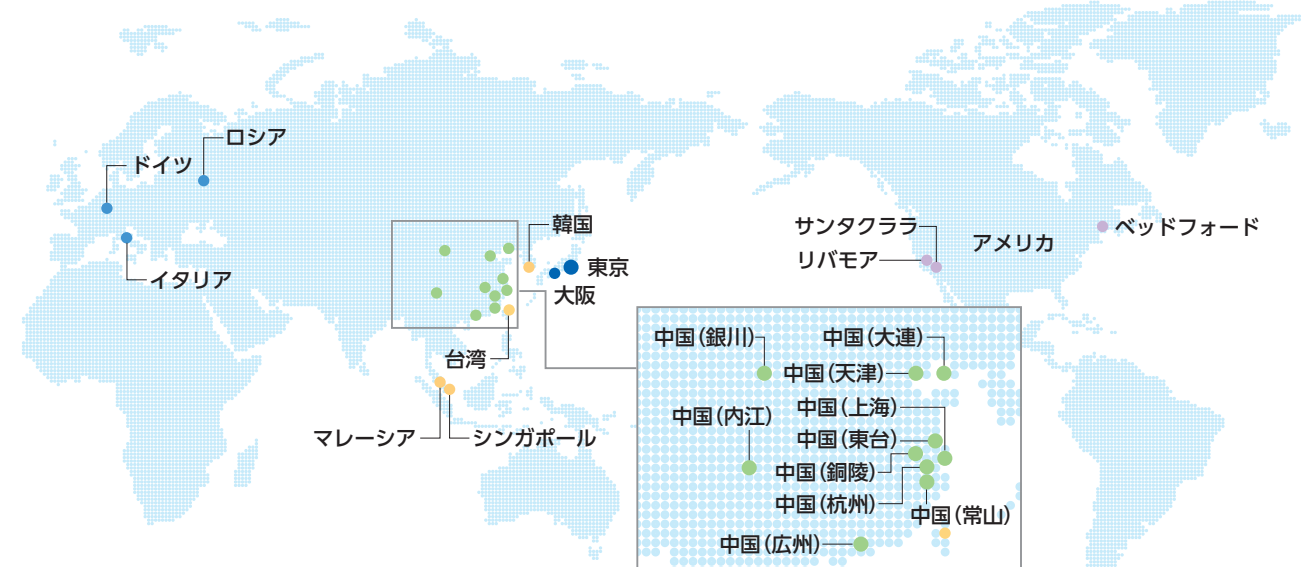 ロシア
ドイツ
イタリア
韓国
東京
大阪
台湾
マレーシア
シンガポール
サンタクララ
リバモア
アメリカ
ベッドフォード
中国(銀川)
中国(大連)
中国(天津)
中国(内江)
中国(上海)
中国(東台)
中国(銅陵)
中国(杭州)
中国(常山)
中国(広州)